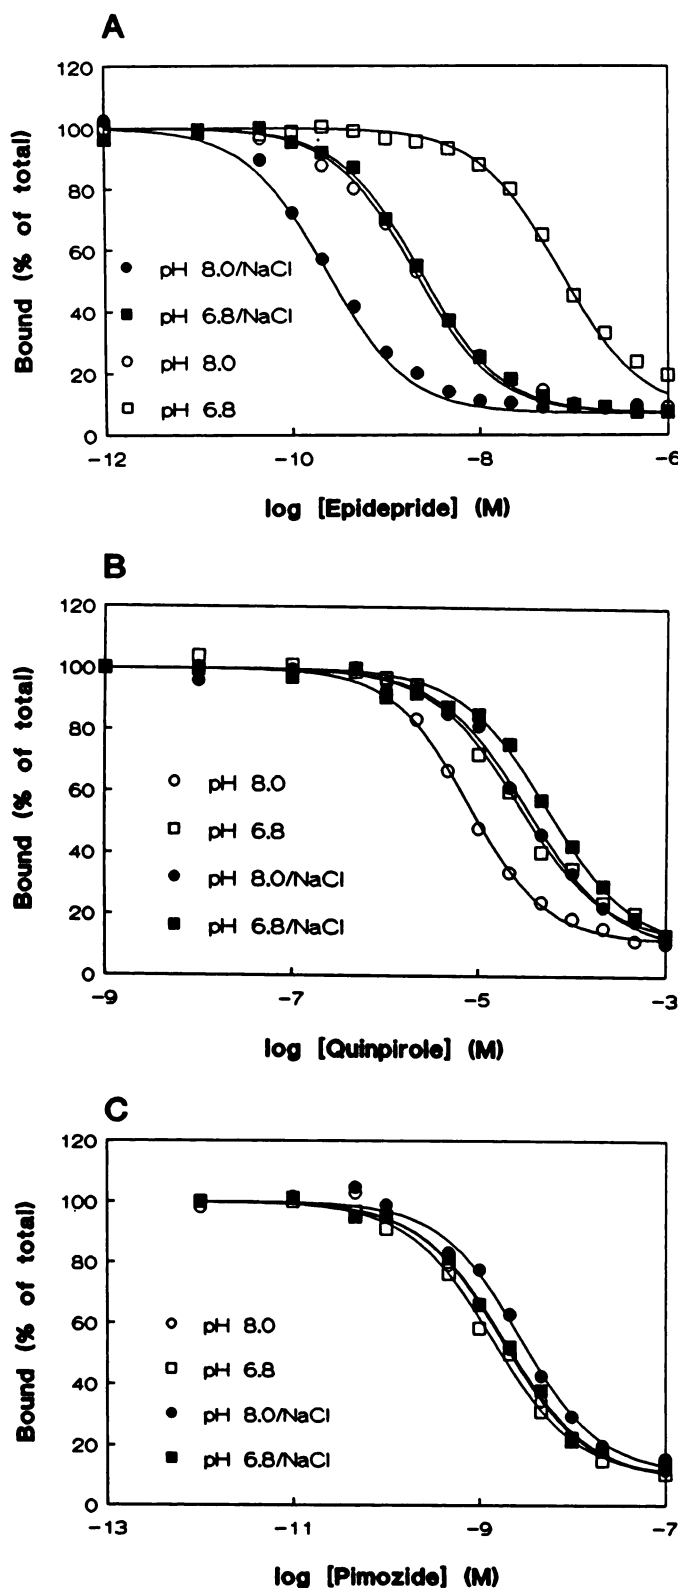 A
120
100
80
60
40
20
0
Bound (% of total)
pH 8.0/NaCl
pH 6.8/NaCl
pH 8.0
pH 6.8
-12
-10
-8
-6
log [Epidepride] (M)
B
120
100
80
60
40
20
0
Bound (% of total)
pH 8.0
pH 6.8
pH 8.0/NaCl
pH 6.8/NaCl
-9
-7
-5
-3
log [Quinpirole] (M)
C
120
100
80
60
40
20
0
Bound (% of total)
pH 8.0
pH 6.8
pH 8.0/NaCl
pH 6.8/NaCl
-13
-11
-9
-7
log [Pimozide] (M)